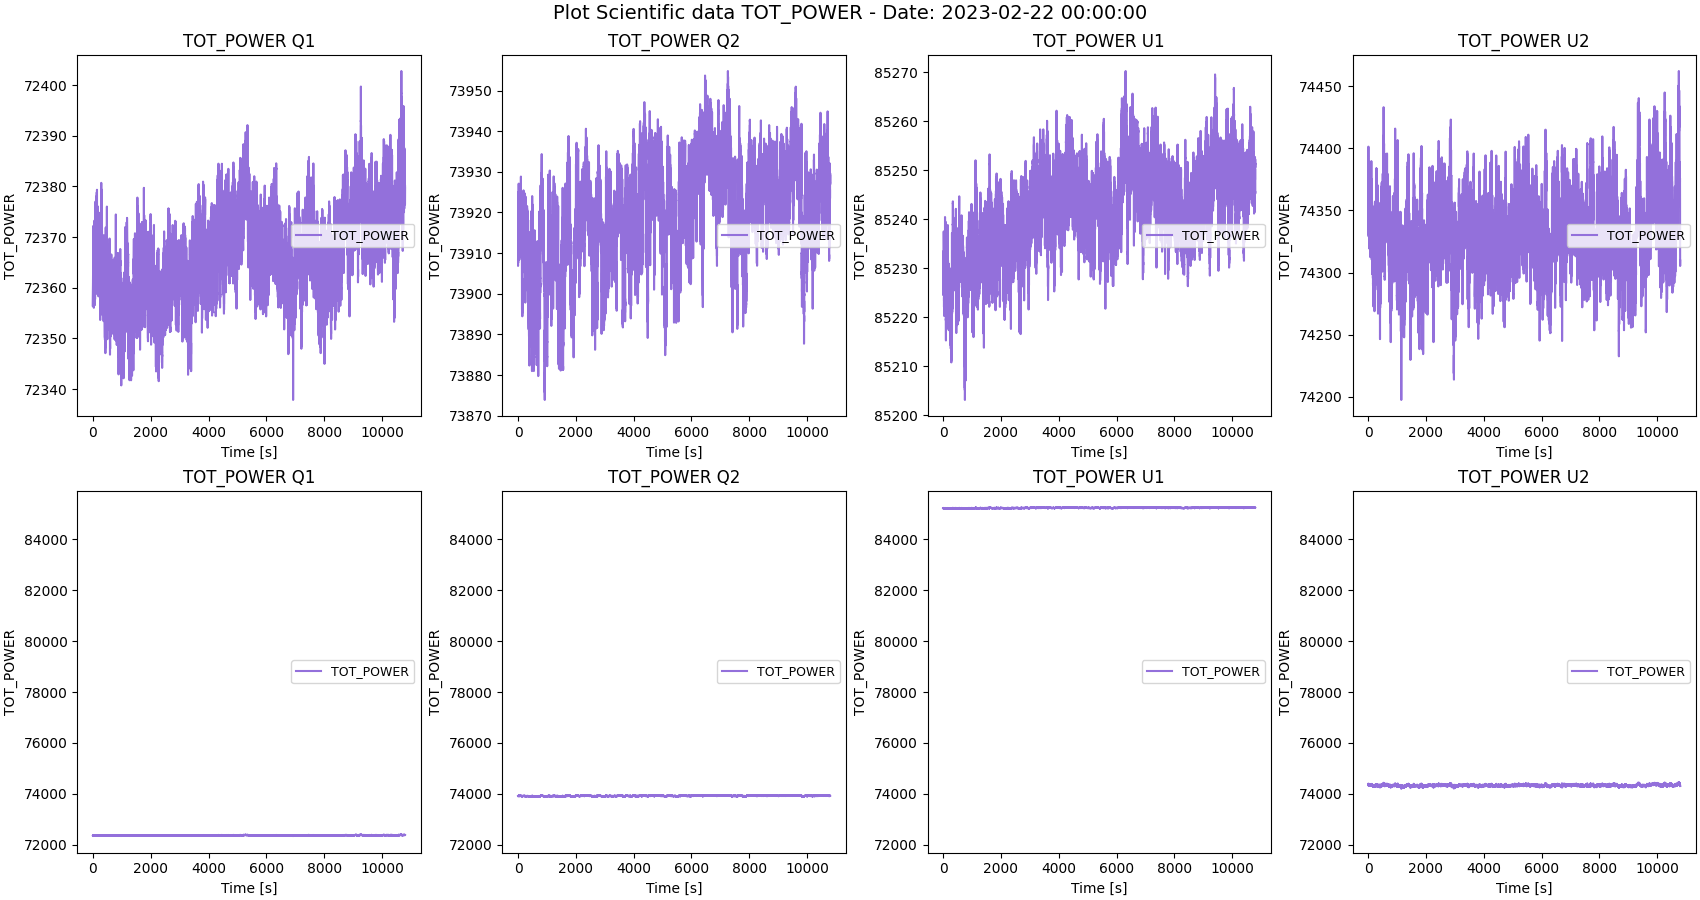 Plot Scientific data TOT_POWER - Date: 2023-02-22 00:00:00
TOT_POWER Q1
TOT_POWER
72400
72390
72380
72370
72360
72350
72340
TOT_POWER
0 2000 4000 6000 8000 10000
Time [s]
TOT_POWER Q2
TOT_POWER
73950
73940
73930
73920
73910
73900
73890
73880
73870
TOT_POWER
0 2000 4000 6000 8000 10000
Time [s]
TOT_POWER U1
TOT_POWER
85270
85260
85250
85240
85230
85220
85210
85200
TOT_POWER
0 2000 4000 6000 8000 10000
Time [s]
TOT_POWER U2
TOT_POWER
74450
74400
74350
74300
74250
74200
TOT_POWER
0 2000 4000 6000 8000 10000
Time [s]
TOT_POWER Q1
TOT_POWER
84000
82000
80000
78000
76000
74000
72000
TOT_POWER
0 2000 4000 6000 8000 10000
Time [s]
TOT_POWER Q2
TOT_POWER
84000
82000
80000
78000
76000
74000
72000
TOT_POWER
0 2000 4000 6000 8000 10000
Time [s]
TOT_POWER U1
TOT_POWER
84000
82000
80000
78000
76000
74000
72000
TOT_POWER
0 2000 4000 6000 8000 10000
Time [s]
TOT_POWER U2
TOT_POWER
84000
82000
80000
78000
76000
74000
72000
TOT_POWER
0 2000 4000 6000 8000 10000
Time [s]